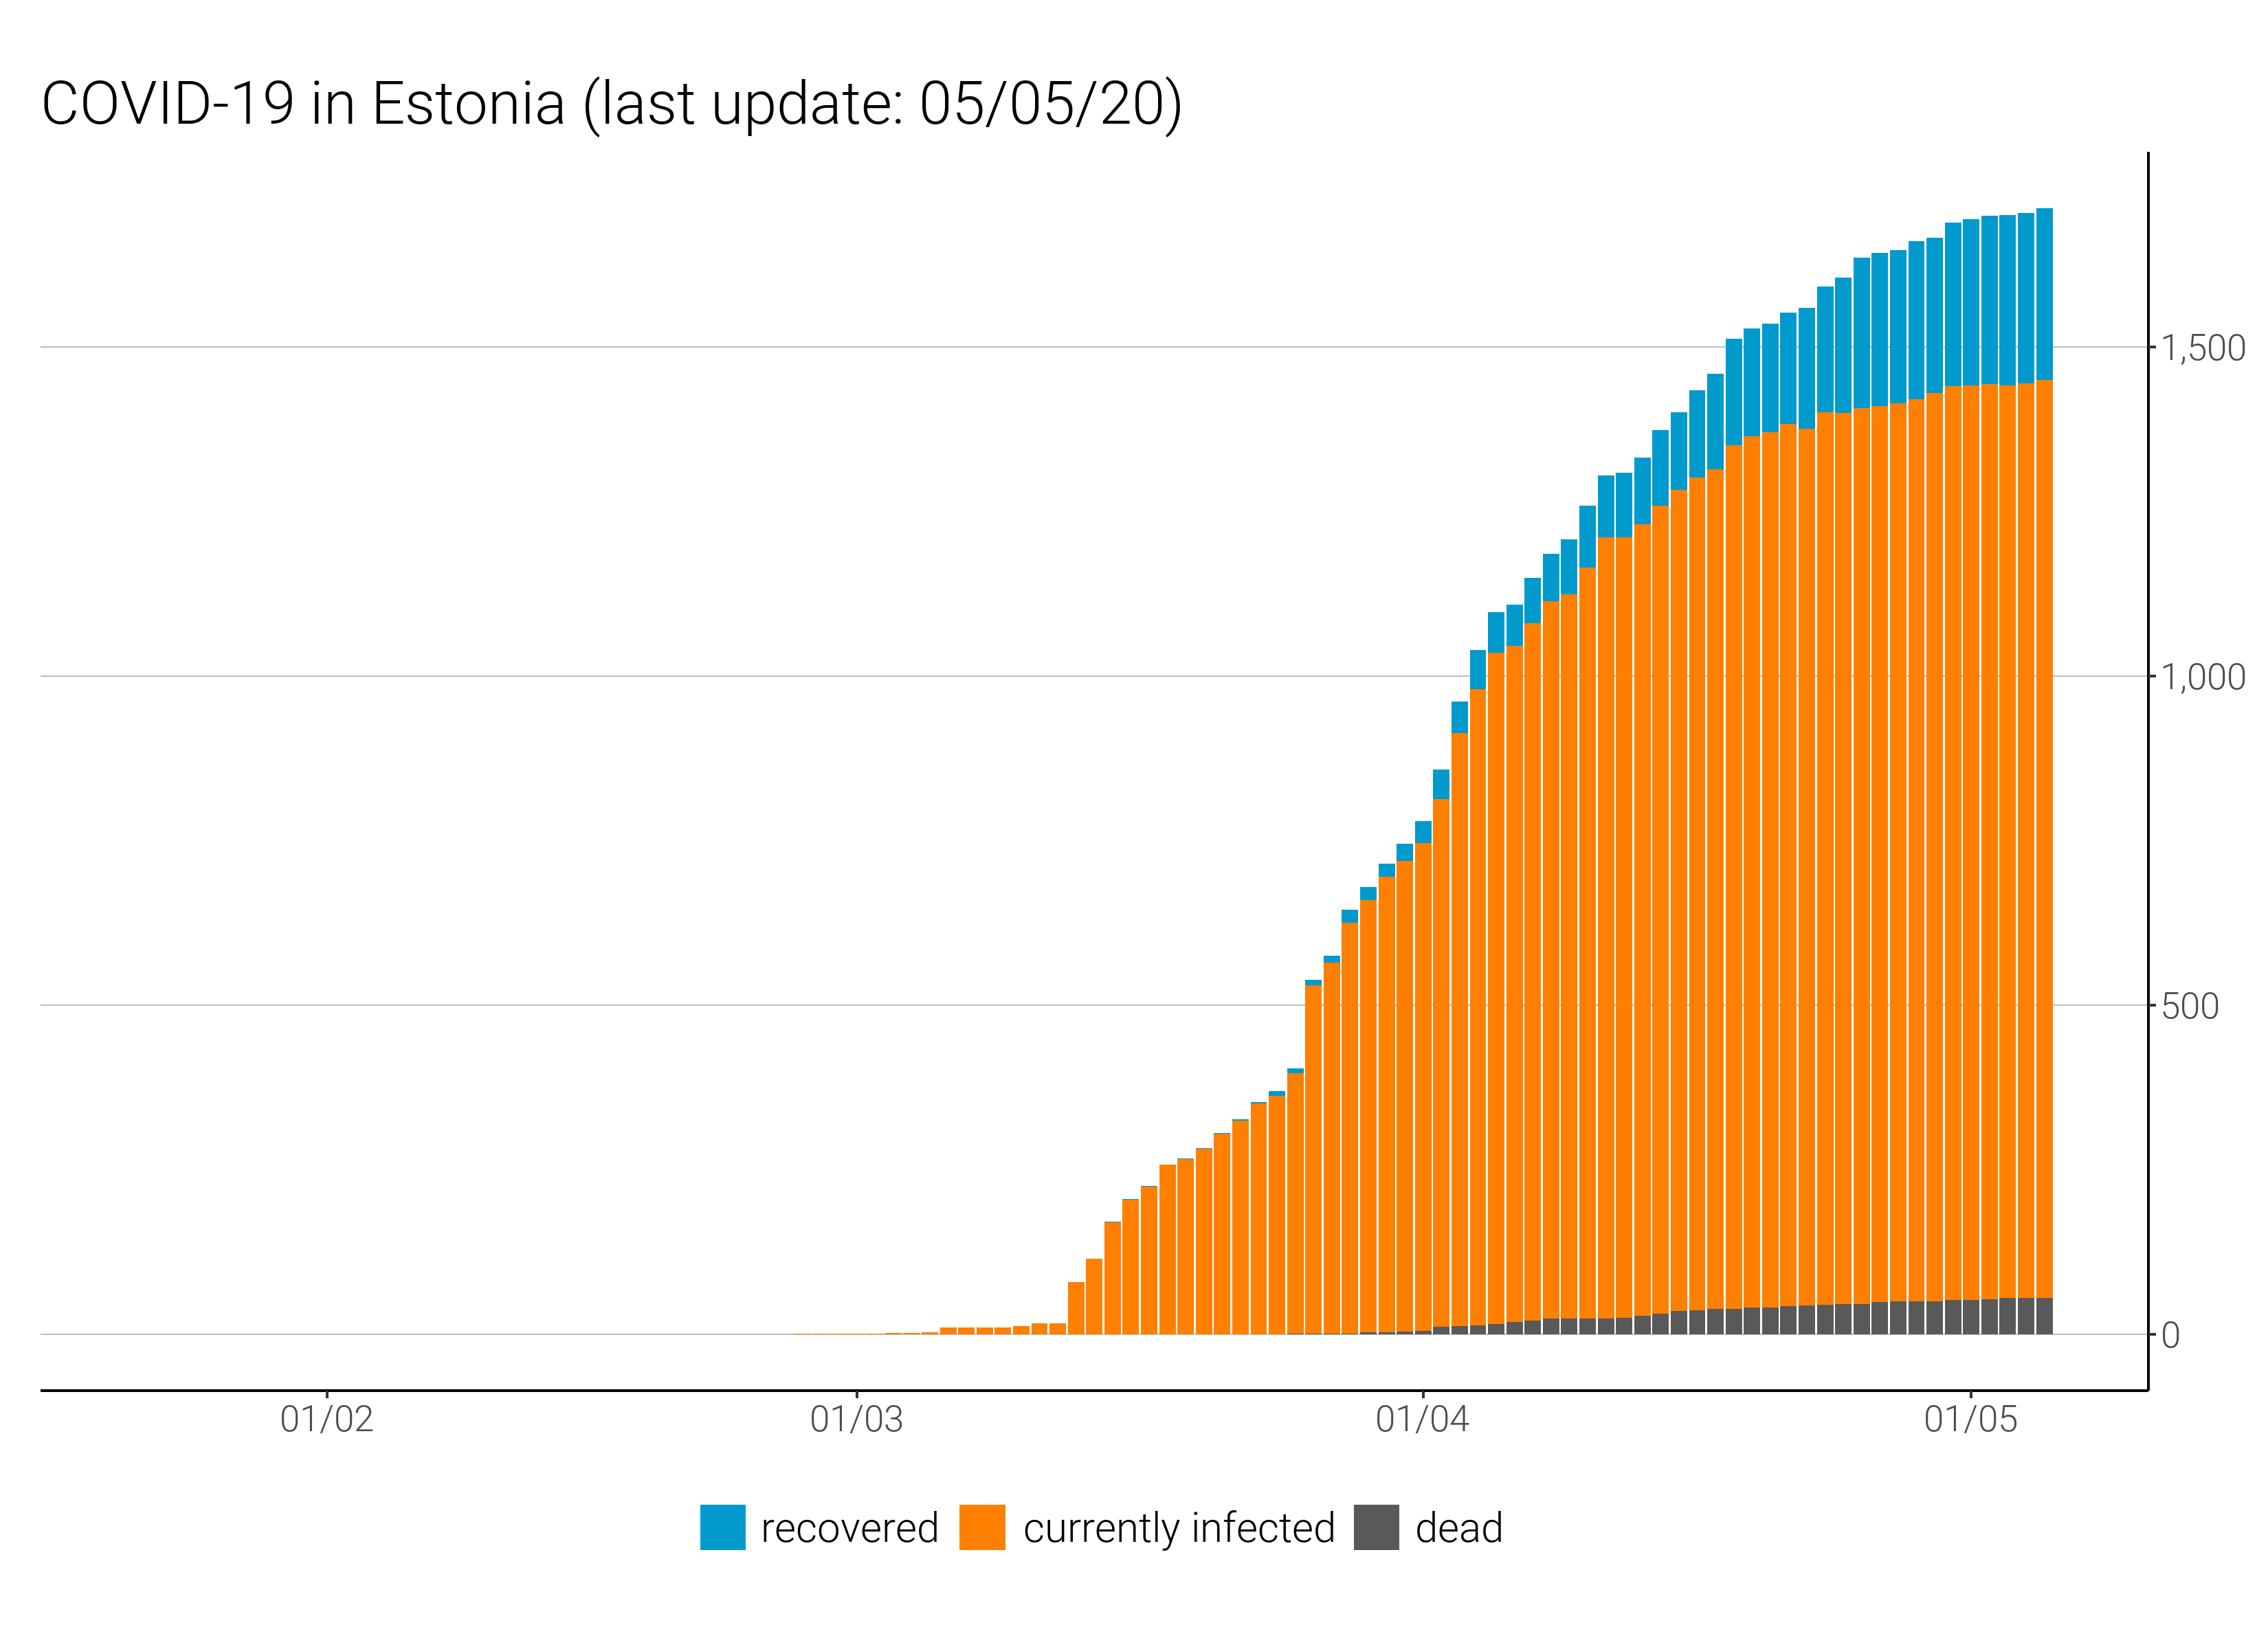 COVID-19 in Estonia (last update: 05/05/20)
1,500
1,000
500
0
01/02 01/03 01/04 01/05
recovered currently infected dead